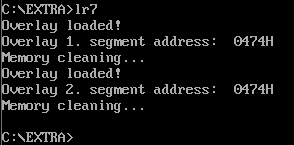 C:\EXTRA>lr7
Overlay loaded!
Overlay 1. segment address:  0474H
Memory cleaning...
Overlay loaded!
Overlay 2. segment address:  0474H
Memory cleaning...
C:\EXTRA>